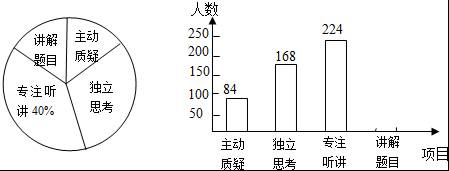 讲解
题目
主动
质疑
专注听
讲 40%
独立
思考
人数
250
200
150
100
50
84
168
224
主动
质疑
独立
思考
专注
听讲
讲解
题目
项目